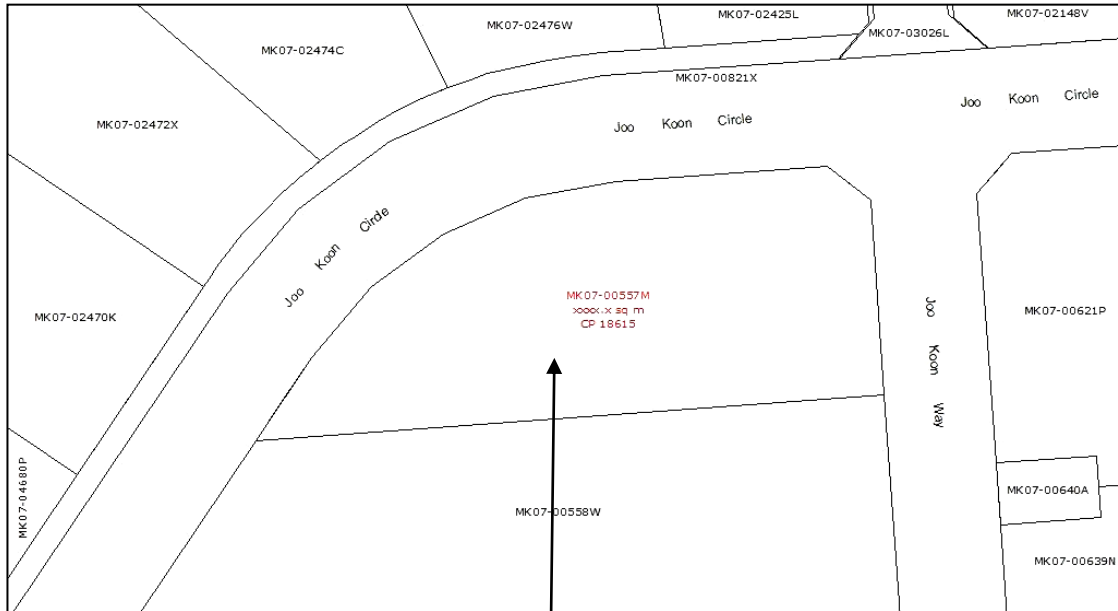 MK07-02476W
MK07-02425L
MK07-02148V
MK07-02474C
MK07-03026L
MK07-00821X
Joo Koon Circle
Joo Koon Circle
MK07-02472X
Joo Koon Circle
MK07-00557M
xxxx.x sq m
CP 18615
MK07-02470K
Joo Koon Way
MK07-00621P
MK07-04680P
MK07-00640A
MK07-00558W
MK07-00639N